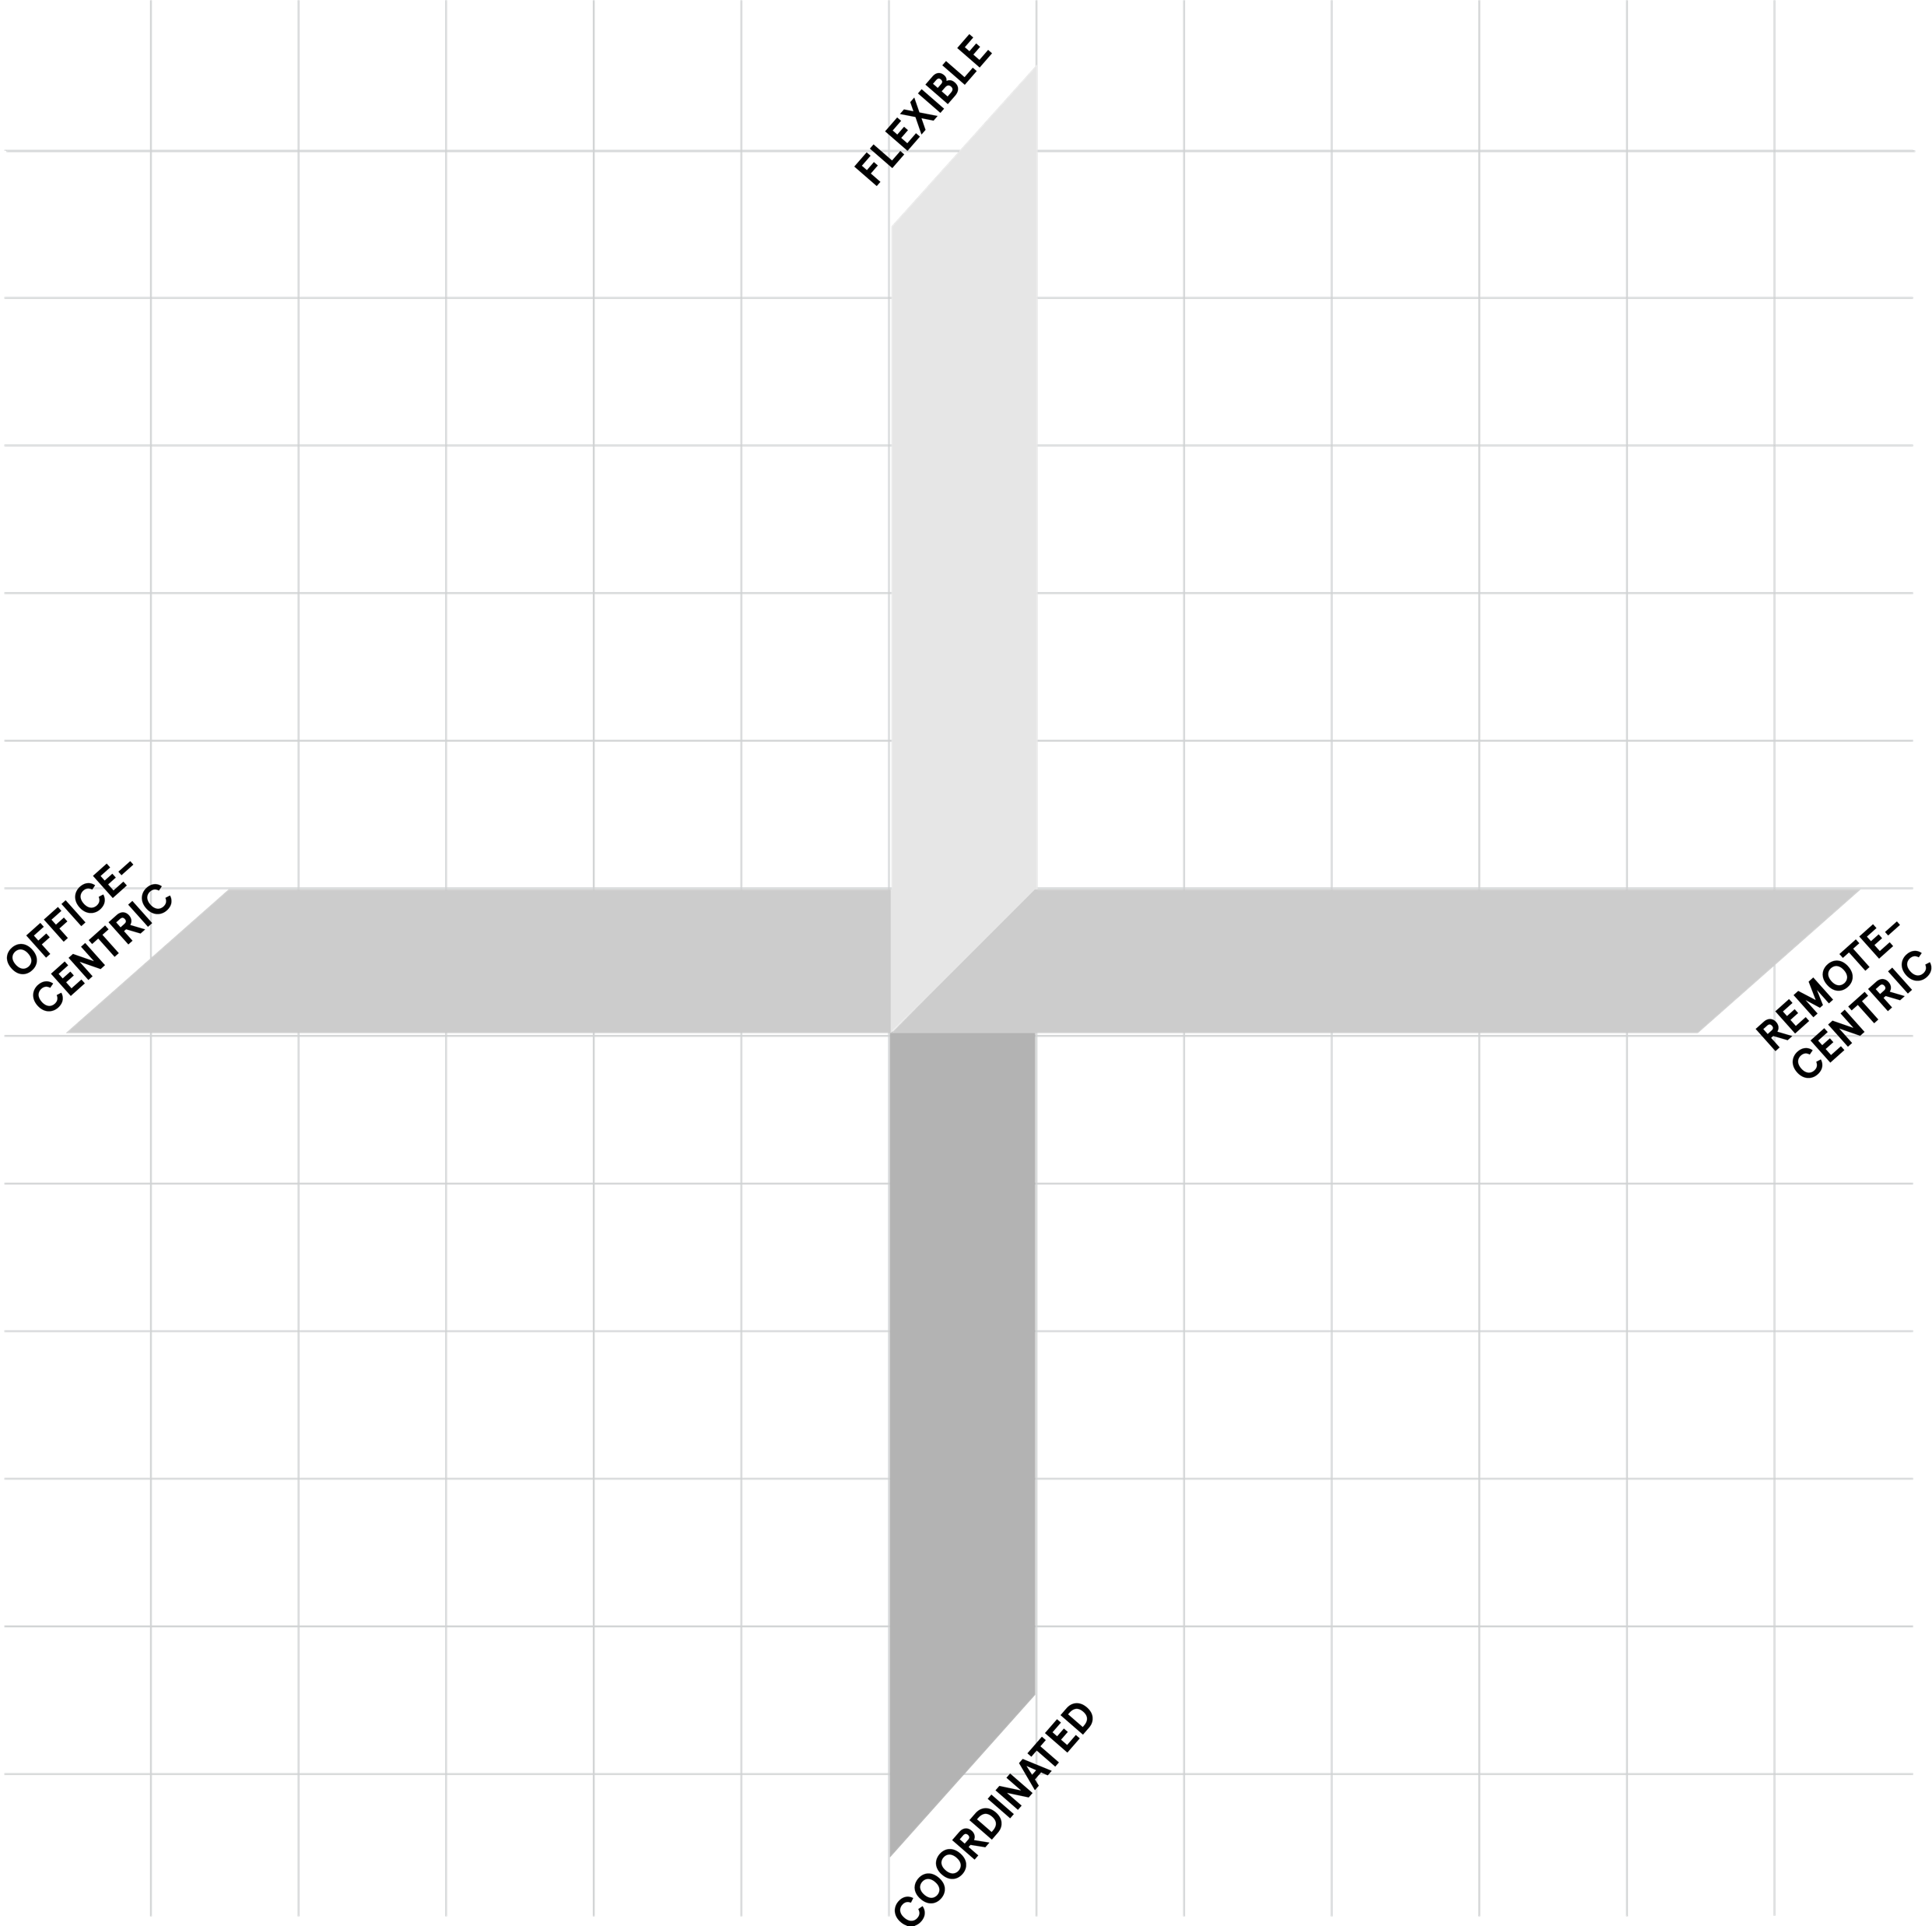 FLEXIBLE
OFFICE-
CENTRIC
REMOTE-
CENTRIC
COORDINATED